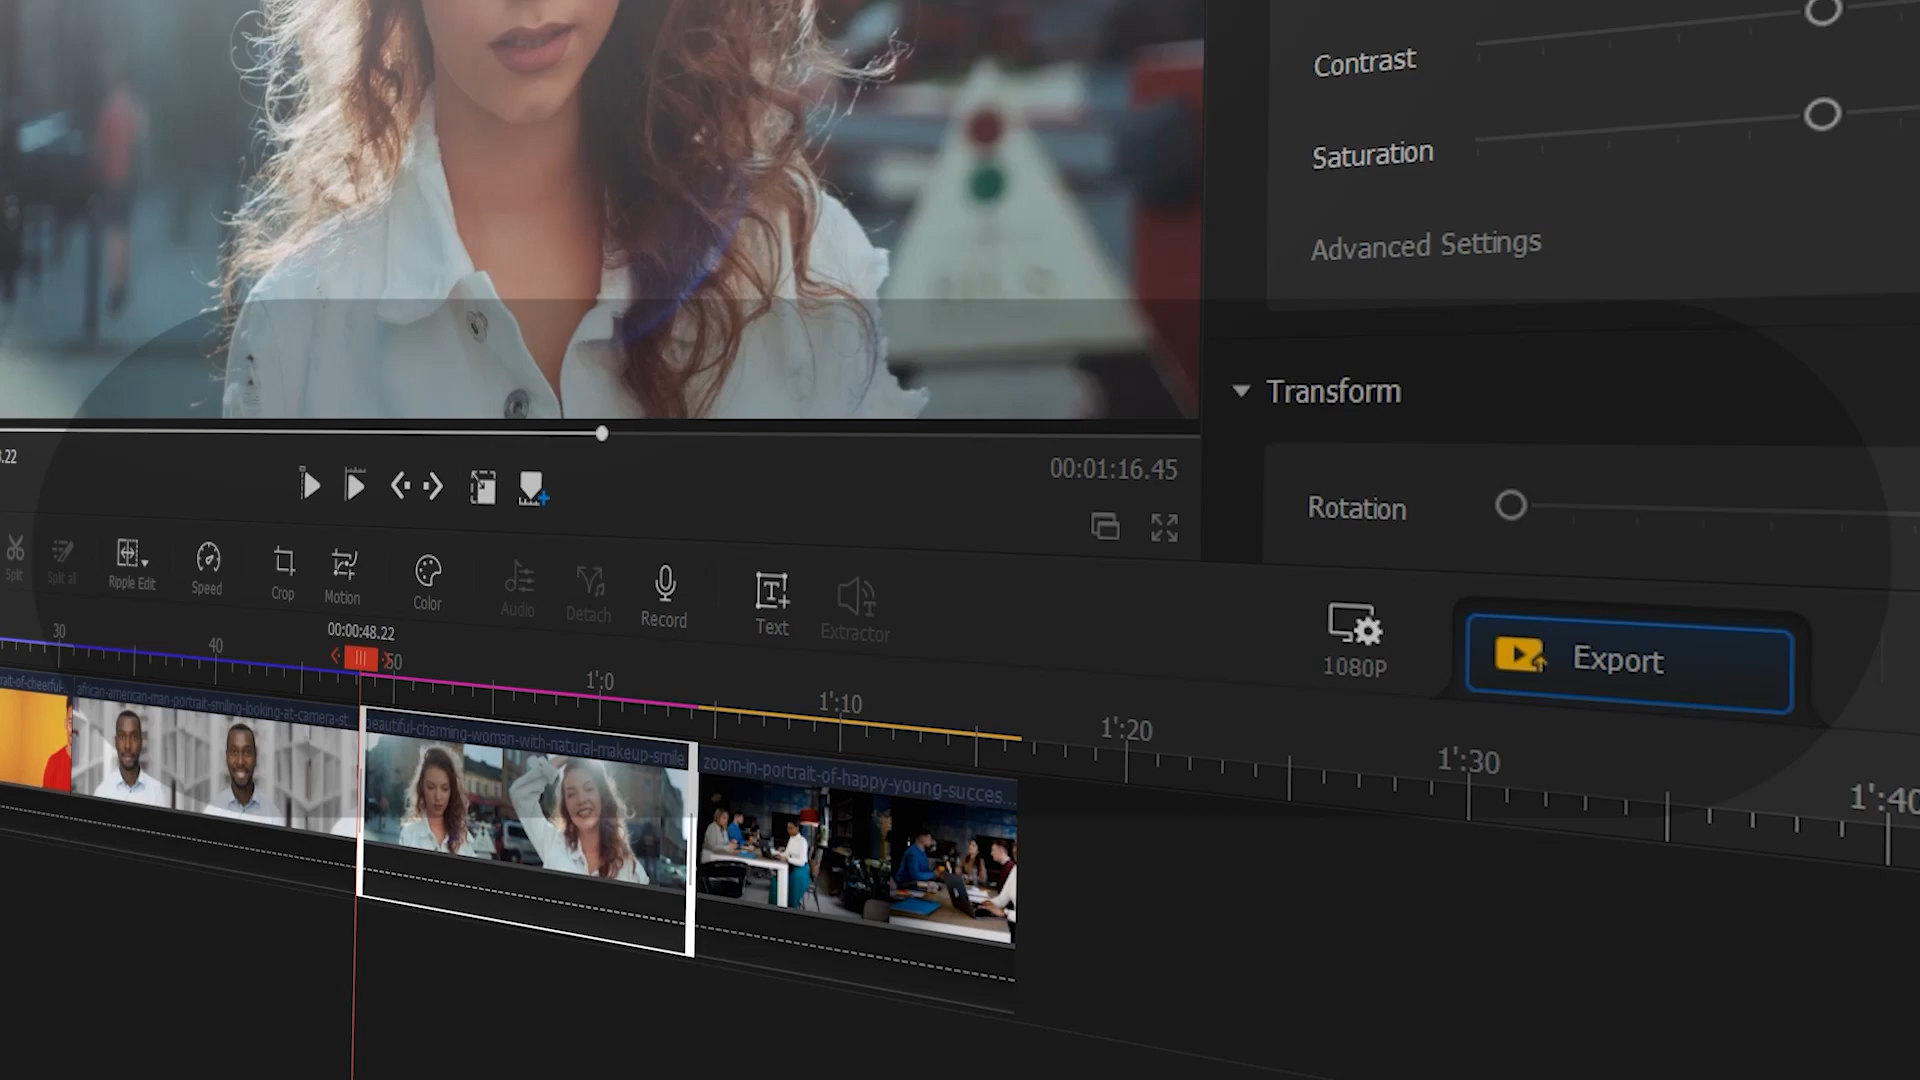 Contrast
Saturation
Advanced Settings
Transform
Rotation
00:01:16.45
Split
Split all
Ripple Edit
Speed
Crop
Motion
Color
Audio
Detach
Record
Text
Extractor
1080P
Export
00:00:48.22
30
40
50
1':0
1':10
1':20
1':30
1':40
african-american-man-portrait-smiling-looking-at-camera-st...
beautiful-charming-woman-with-natural-makeup-smile
zoom-in-portrait-of-happy-young-succes...